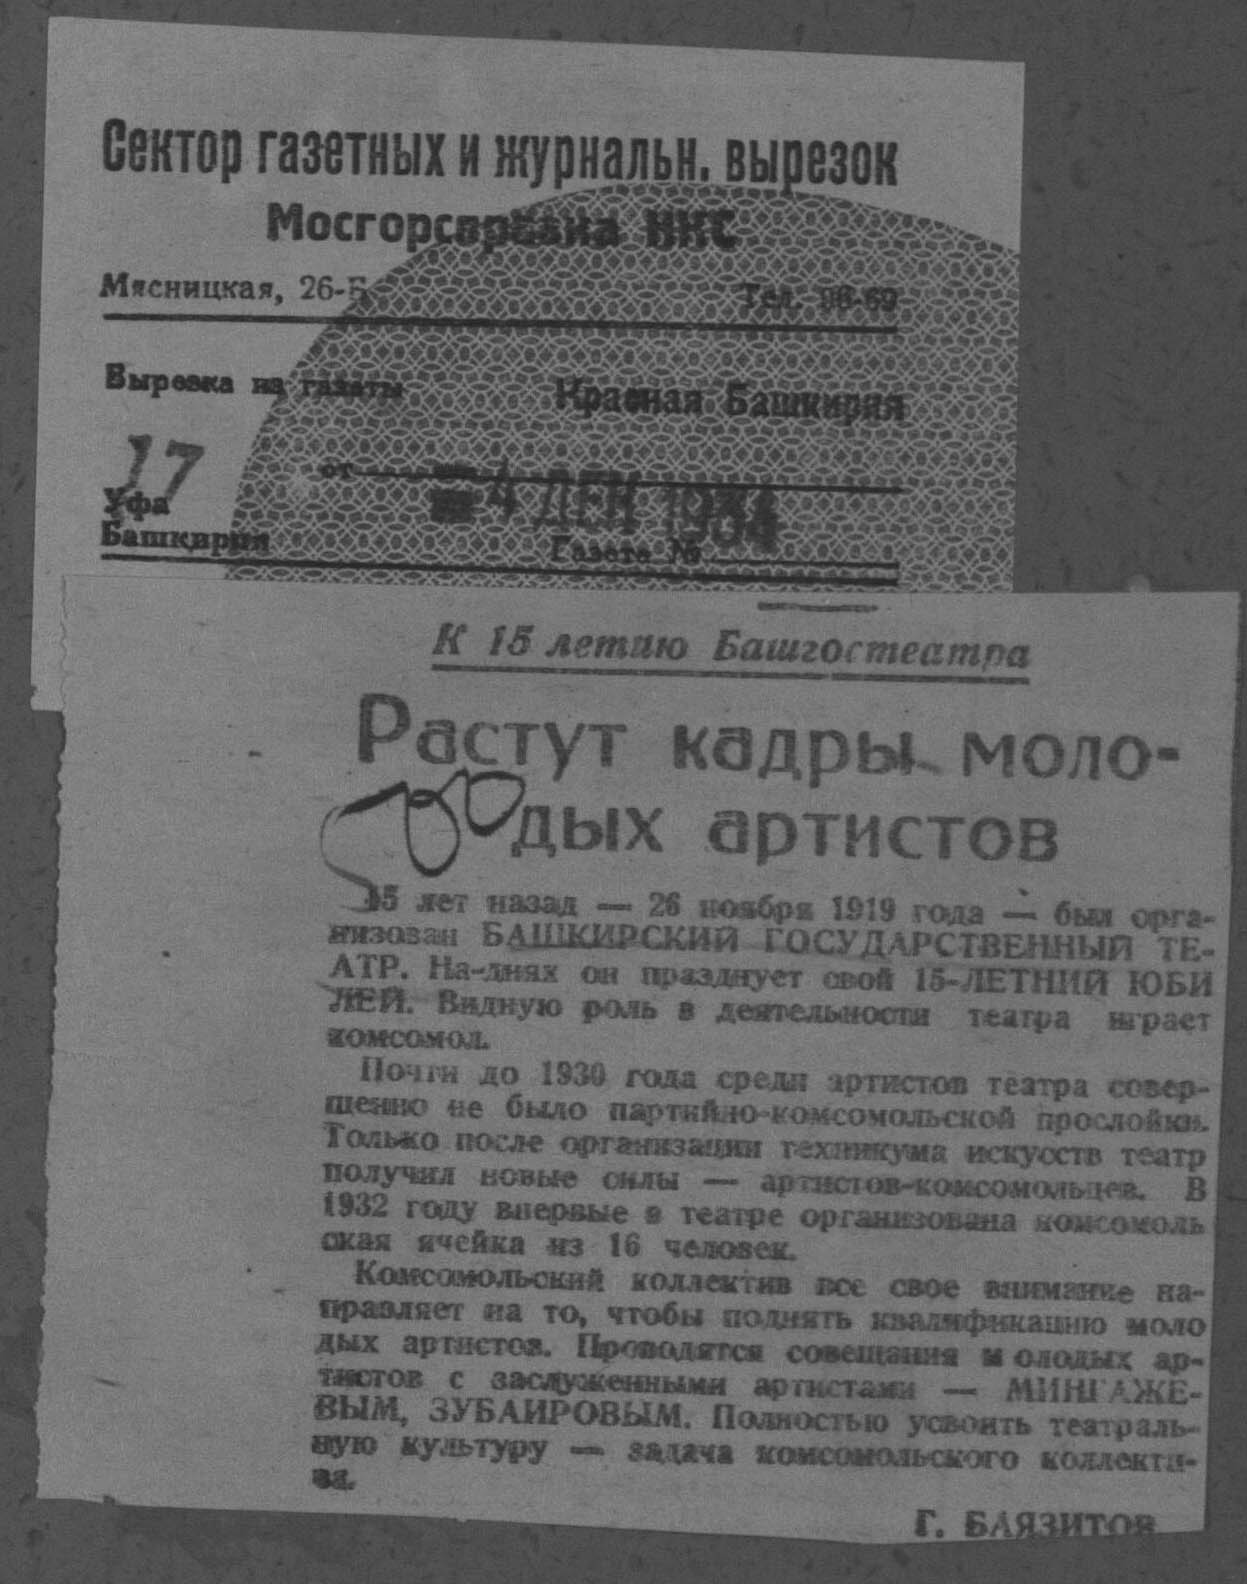 Сектор газетных и журнальн. вырезок
Мосгорсправка НКС
Мясницкая, 26-Б Тел. 96-69
Вырезка из газеты Красная Башкирия
17 от 4 ДЕК 1934
Уфа
Башкирия Газета №
К 15 летию Башгостеатра
Растут кадры моло-
дых артистов
15 лет назад — 26 ноября 1919 года — был орга-
низован БАШКИРСКИЙ ГОСУДАРСТВЕННЫЙ ТЕ-
АТР. На-днях он празднует свой 15-ЛЕТНИЙ ЮБИ
ЛЕЙ. Видную роль в деятельности театра играет
комсомол.
Почти до 1930 года среди артистов театра совер-
шенно не было партийно-комсомольской прослойки.
Только после организации техникума искусств театр
получил новые силы — артистов-комсомольцев. В
1932 году впервые в театре организована комсомоль
ская ячейка из 16 человек.
Комсомольский коллектив все свое внимание на-
правляет на то, чтобы поднять квалификацию моло
дых артистов. Проводятся совещания м олодых ар-
тистов с заслуженными артистами — МИНГАЖЕ-
ВЫМ, ЗУБАИРОВЫМ. Полностью усвоить театраль-
ную культуру — задача комсомольского коллекти-
ва.
Г. БАЯЗИТОВ